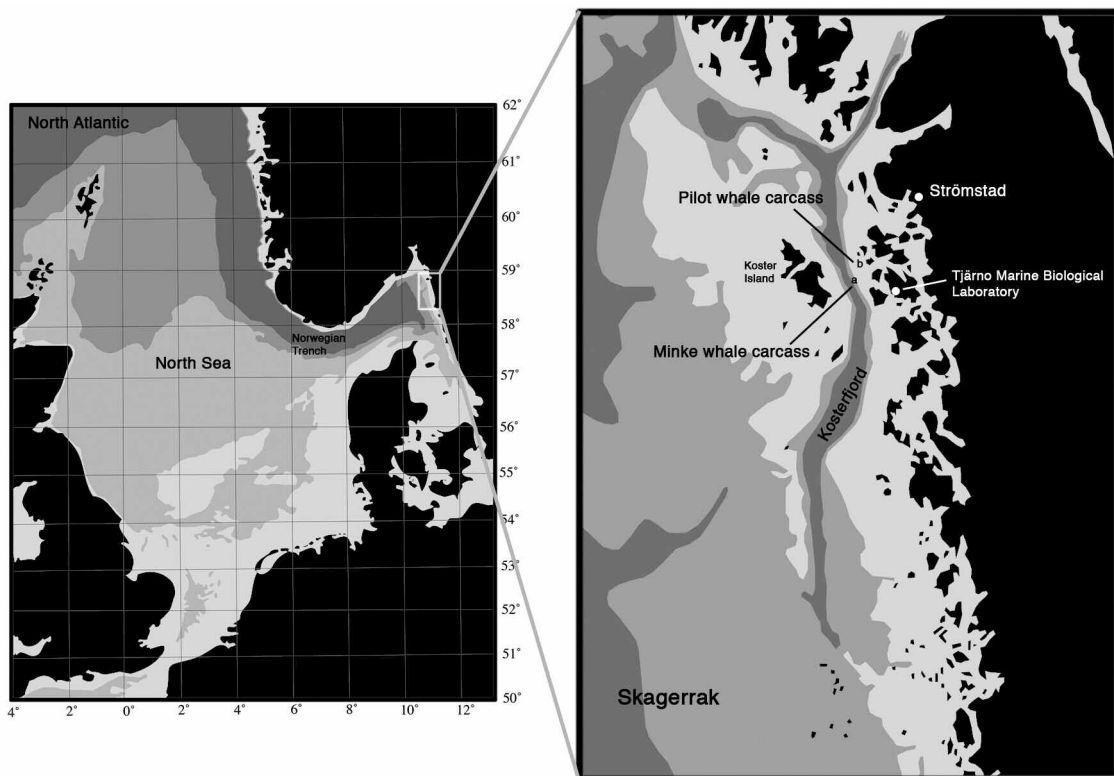 North Atlantic
North Sea
Norwegian
Trench
62°
61°
60°
59°
58°
57°
56°
55°
54°
53°
52°
51°
50°
4°
2°
0°
2°
4°
6°
8°
10°
12°
Pilot whale carcass
Strömstad
b
Koster
Island
a
Tjärno Marine Biological
Laboratory
Minke whale carcass
Kosterfjord
Skagerrak